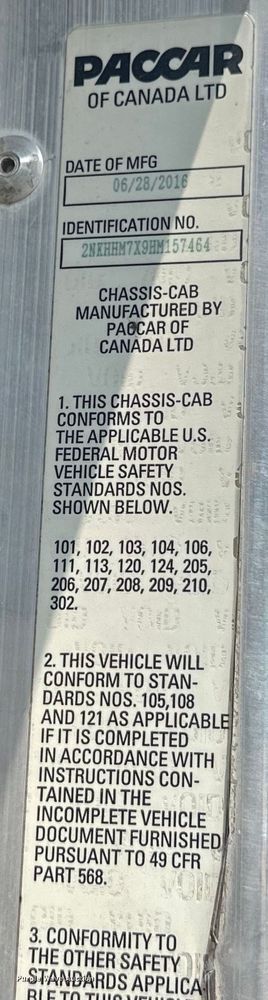 PACCAR
OF CANADA LTD
DATE OF MFG
06/28/2016
IDENTIFICATION NO.
2NKHHM7X9HM157464
CHASSIS-CAB
MANUFACTURED BY
PACCAR OF
CANADA LTD
1. THIS CHASSIS-CAB
CONFORMS TO
THE APPLICABLE U.S.
FEDERAL MOTOR
VEHICLE SAFETY
STANDARDS NOS.
SHOWN BELOW.
101, 102, 103, 104, 106,
111, 113, 120, 124, 205,
206, 207, 208, 209, 210,
302.
2. THIS VEHICLE WILL
CONFORM TO STAN-
DARDS NOS. 105,108
AND 121 AS APPLICABLE
IF IT IS COMPLETED
IN ACCORDANCE WITH
INSTRUCTIONS CON-
TAINED IN THE
INCOMPLETE VEHICLE
DOCUMENT FURNISHED
PURSUANT TO 49 CFR
PART 568.
3. CONFORMITY TO
THE OTHER SAFETY
STANDARDS APPLICA-
BLE TO THIS